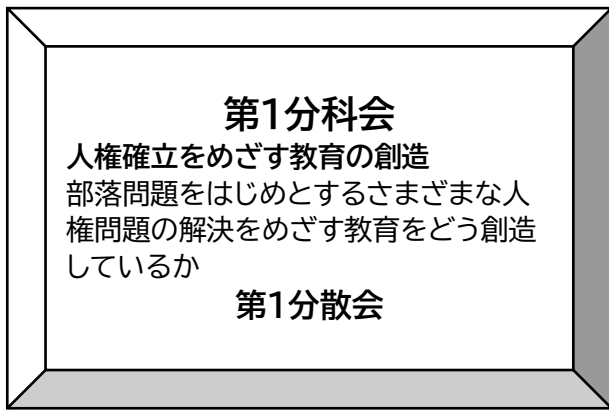 第1分科会
人権確立をめざす教育の創造
部落問題をはじめとするさまざまな人
権問題の解決をめざす教育をどう創造
しているか
第1分散会